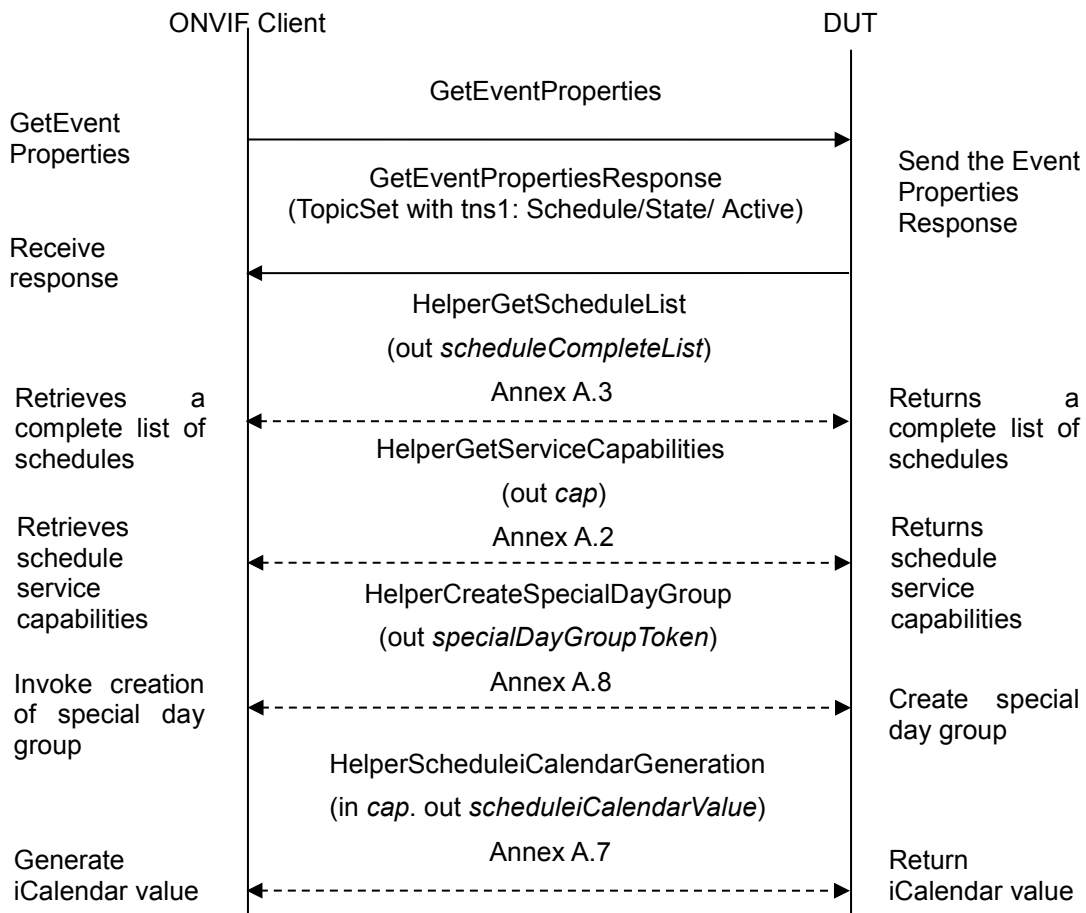 ONVIF Client
DUT
GetEventProperties
GetEvent
Properties
GetEventPropertiesResponse
(TopicSet with tns1: Schedule/State/ Active)
Send the Event
Properties
Response
Receive
response
HelperGetScheduleList
(out scheduleCompleteList)
Annex A.3
Retrieves a
complete list of
schedules
Returns a
complete list of
schedules
HelperGetServiceCapabilities
(out cap)
Annex A.2
Retrieves
schedule
service
capabilities
Returns
schedule
service
capabilities
HelperCreateSpecialDayGroup
(out specialDayGroupToken)
Annex A.8
Invoke creation
of special day
group
Create special
day group
HelperScheduleiCalendarGeneration
(in cap. out scheduleiCalendarValue)
Annex A.7
Generate
iCalendar value
Return
iCalendar value